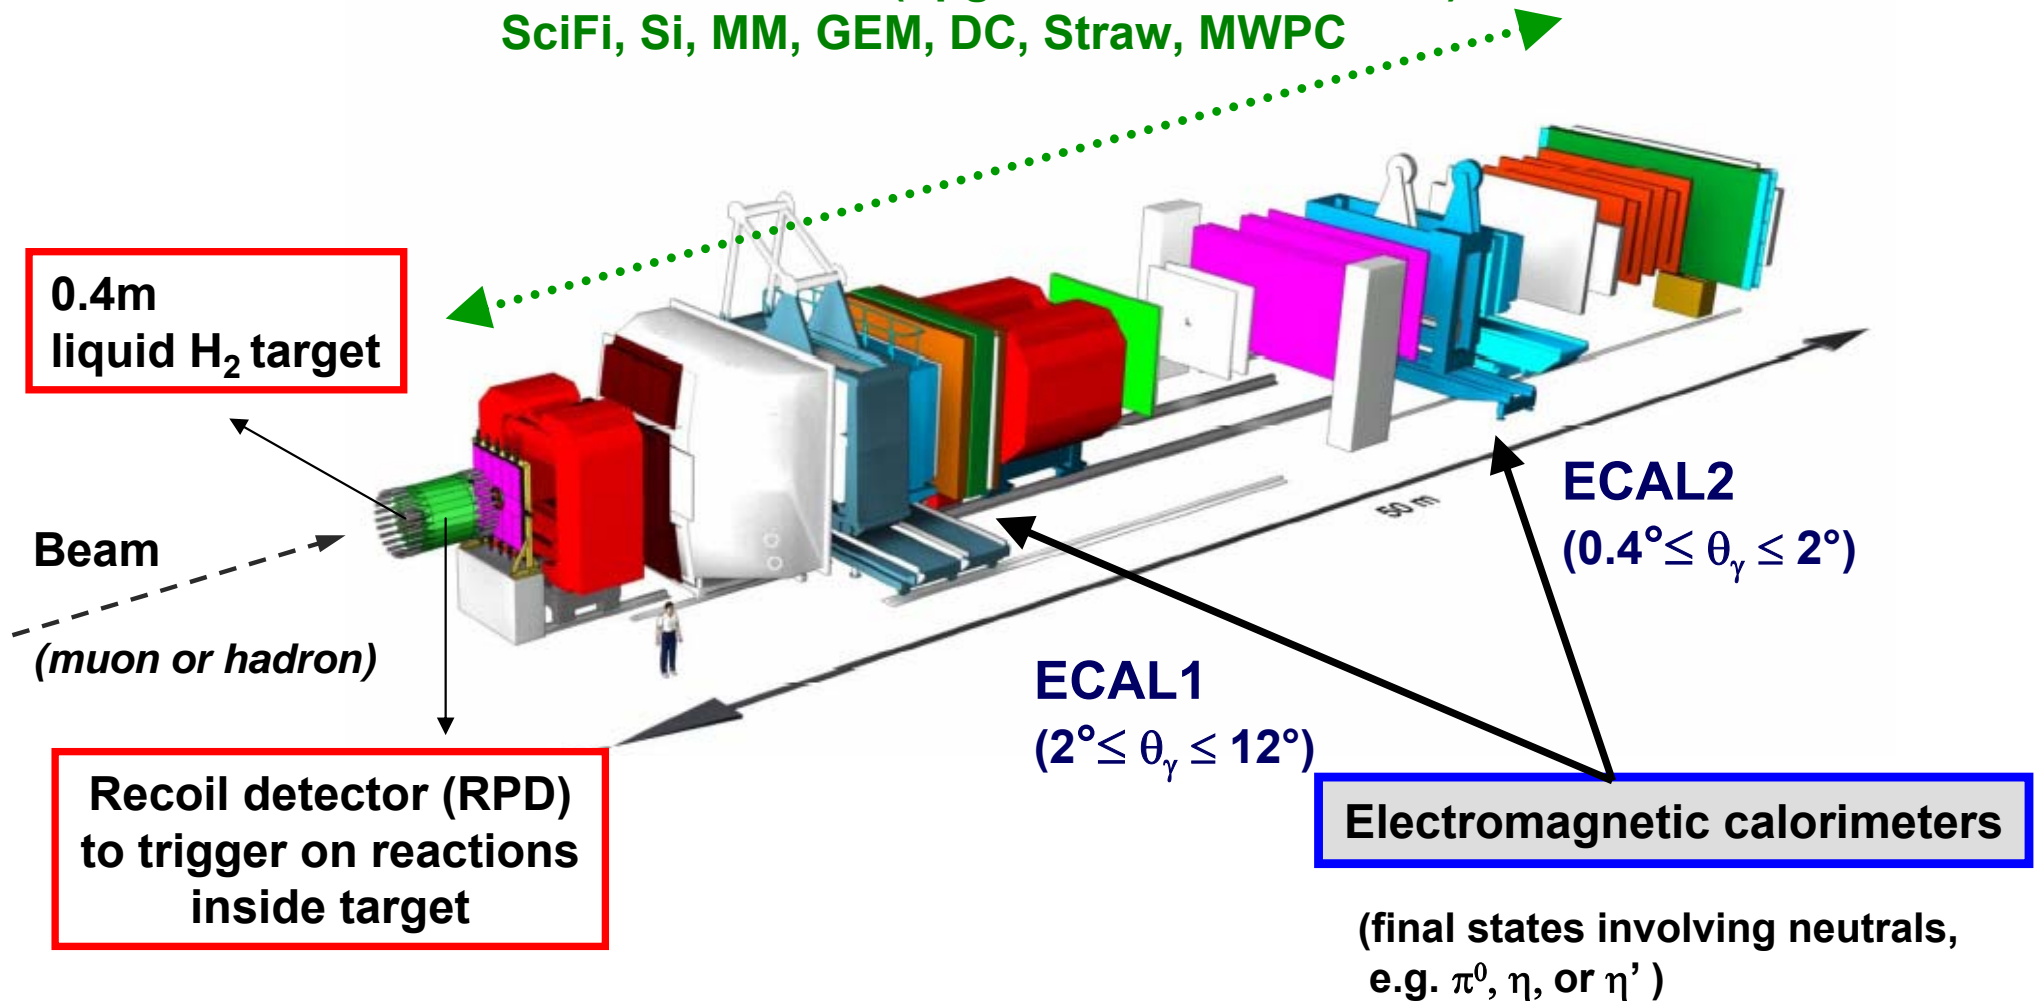 SciFi, Si, MM, GEM, DC, Straw, MWPC
0.4m
liquid H₂ target
Beam
(muon or hadron)
50 m
ECAL2
(0.4°≤ θγ ≤ 2°)
ECAL1
(2°≤ θγ ≤ 12°)
Recoil detector (RPD)
to trigger on reactions
inside target
Electromagnetic calorimeters
(final states involving neutrals,
e.g. π⁰, η, or η’ )